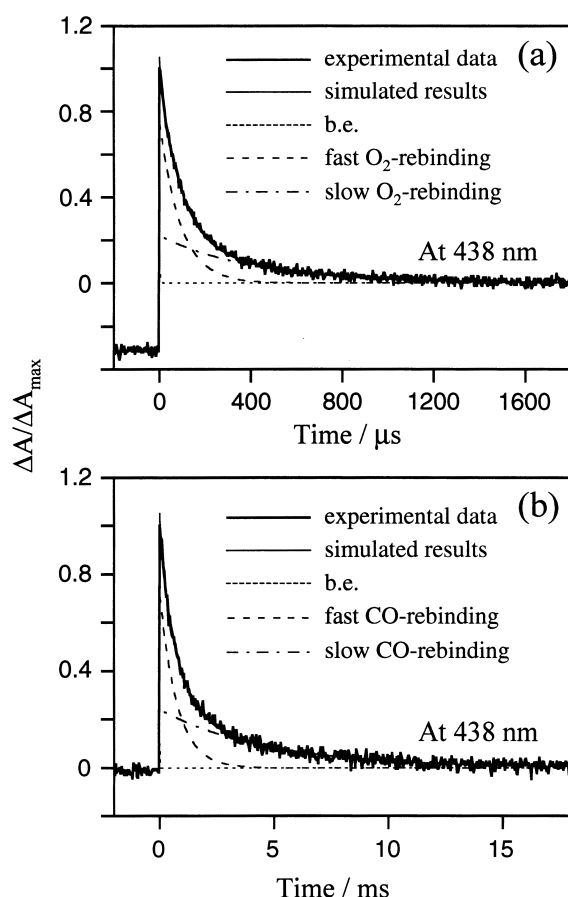 1.2
(a)
experimental data
simulated results
b.e.
fast O₂-rebinding
slow O₂-rebinding
0.8
0.4
At 438 nm
0
0 400 800 1200 1600
Time / μs
ΔA/ΔAmax
1.2
(b)
experimental data
simulated results
b.e.
fast CO-rebinding
slow CO-rebinding
0.8
0.4
At 438 nm
0
0 5 10 15
Time / ms